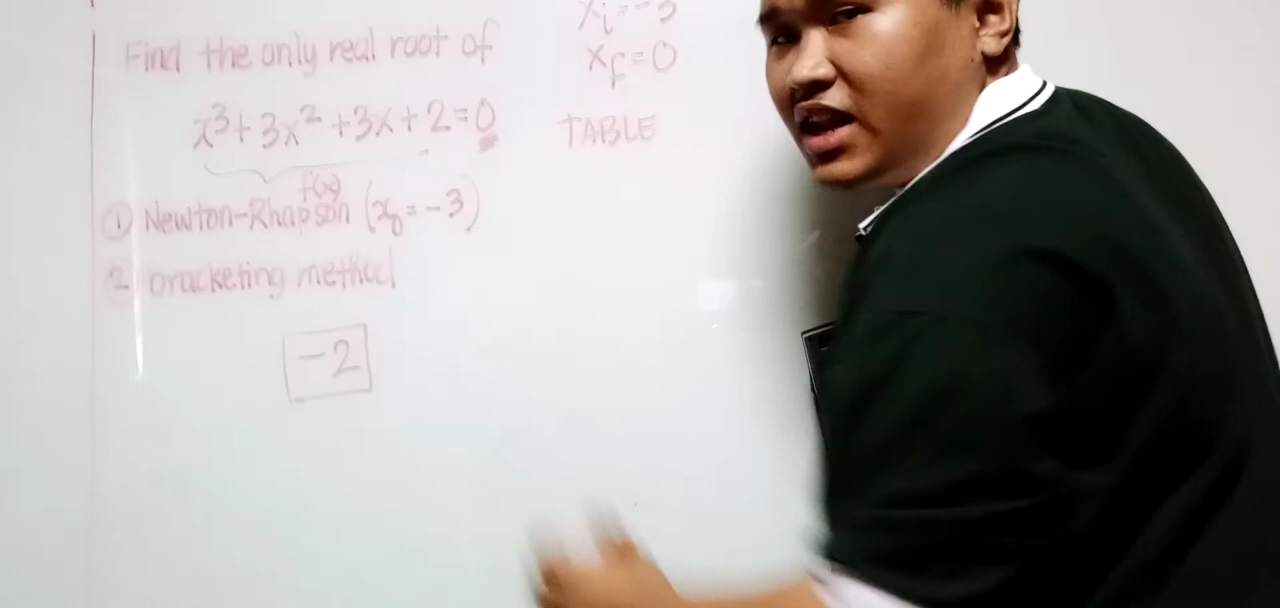 Find the only real root of
x³+3x²+3x+2=0
f(x)
① Newton-Rhapson (x₀=-3)
② bracketing method
-2
xᵢ=-3
x_f=0
TABLE